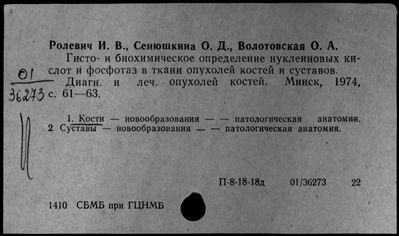 Ролевич И. В., Сенюшкина О. Д., Волотовская О. А.
Гисто- и биохимическое определение нуклеиновых ки-
слот и фосфотаз в ткани опухолей костей и суставов.
01
Диагн. и леч. опухолей костей. Минск, 1974,
36273 с. 61—63.
1. Кости — новообразования — — патологическая анатомия.
2 Суставы — новообразования — — патологическая анатомия.
П-8-18-18д 01/36273 22
1410 СБМБ при ГЦНМБ